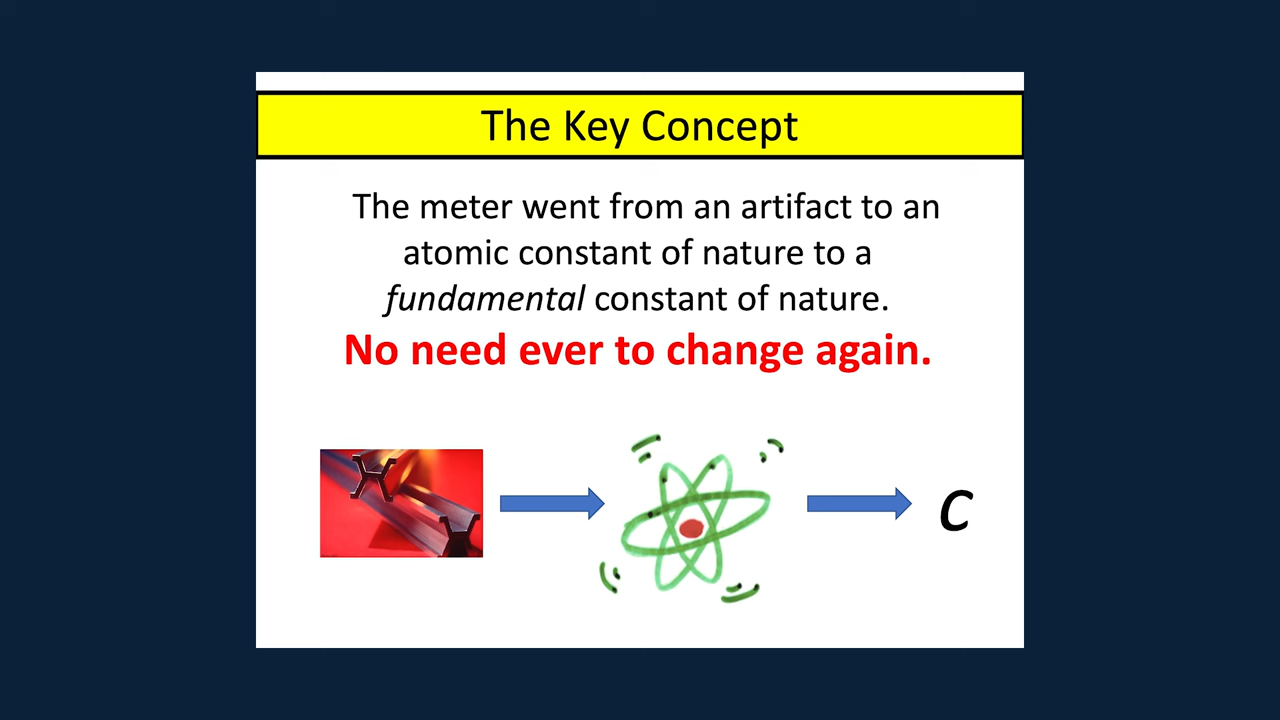 The Key Concept
The meter went from an artifact to an
atomic constant of nature to a
fundamental constant of nature.
No need ever to change again.
c